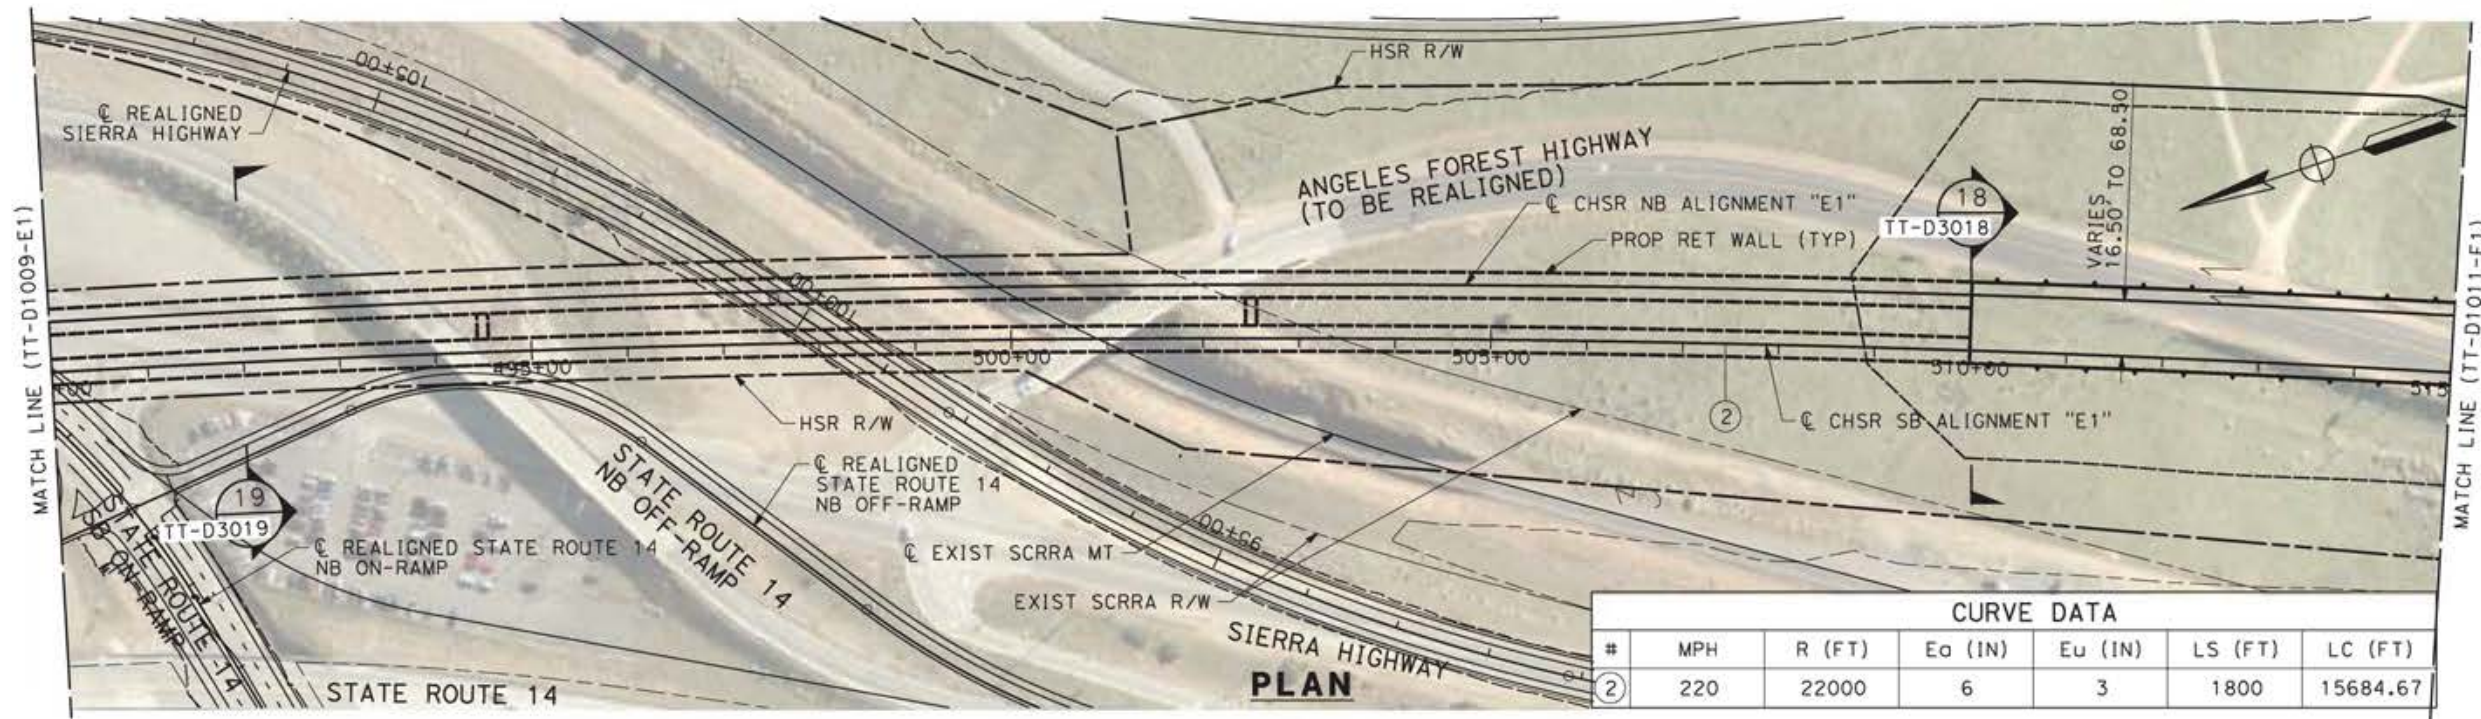 HSR R/W
105+00
℄ REALIGNED
SIERRA HIGHWAY
VARIES
16.50' TO 68.50'
ANGELES FOREST HIGHWAY
(TO BE REALIGNED)
℄ CHSR NB ALIGNMENT "E1"
18
TT-D3018
PROP RET WALL (TYP)
MATCH LINE (TT-D1009-E1)
MATCH LINE (TT-D1011-E1)
100+00
495+00
500+00
505+00
510+00
515
+00
HSR R/W
2
℄ CHSR SB ALIGNMENT "E1"
STATE ROUTE 14
NB OFF-RAMP
℄ REALIGNED
STATE ROUTE 14
NB OFF-RAMP
19
TT-D3019
STATE ROUTE 14
SB ON-RAMP
℄ REALIGNED STATE ROUTE 14
NB ON-RAMP
95+00
℄ EXIST SCRRA MT
EXIST SCRRA R/W
SIERRA HIGHWAY
STATE ROUTE 14
PLAN
CURVE DATA
# MPH R (FT) Ea (IN) Eu (IN) LS (FT) LC (FT)
2 220 22000 6 3 1800 15684.67